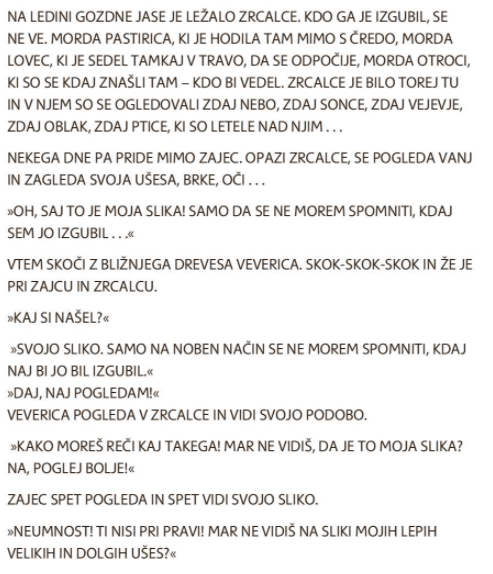 NA LEDINI GOZDNE JASE JE LEŽALO ZRCALCE. KDO GA JE IZGUBIL, SE
NE VE. MORDA PASTIRICA, KI JE HODILA TAM MIMO S ČREDO, MORDA
LOVEC, KI JE SEDEL TAMKAJ V TRAVO, DA SE ODPOČIJE, MORDA OTROCI,
KI SO SE KDAJ ZNAŠLI TAM – KDO BI VEDEL. ZRCALCE JE BILO TOREJ TU
IN V NJEM SO SE OGLEDOVALI ZDAJ NEBO, ZDAJ SONCE, ZDAJ VEJEVJE,
ZDAJ OBLAK, ZDAJ PTICE, KI SO LETELE NAD NJIM . . .
NEKEGA DNE PA PRIDE MIMO ZAJEC. OPAZI ZRCALCE, SE POGLEDA VANJ
IN ZAGLEDA SVOJA UŠESA, BRKE, OČI . . .
»OH, SAJ TO JE MOJA SLIKA! SAMO DA SE NE MOREM SPOMNITI, KDAJ
SEM JO IZGUBIL . . .«
VTEM SKOČI Z BLIŽNJEGA DREVESA VEVERICA. SKOK-SKOK-SKOK IN ŽE JE
PRI ZAJCU IN ZRCALCU.
»KAJ SI NAŠEL?«
»SVOJO SLIKO. SAMO NA NOBEN NAČIN SE NE MOREM SPOMNITI, KDAJ
NAJ BI JO BIL IZGUBIL.«
»DAJ, NAJ POGLEDAM!«
VEVERICA POGLEDA V ZRCALCE IN VIDI SVOJO PODOBO.
»KAKO MOREŠ REČI KAJ TAKEGA! MAR NE VIDIŠ, DA JE TO MOJA SLIKA?
NA, POGLEJ BOLJE!«
ZAJEC SPET POGLEDA IN SPET VIDI SVOJO SLIKO.
»NEUMNOST! TI NISI PRI PRAVI! MAR NE VIDIŠ NA SLIKI MOJIH LEPIH
VELIKIH IN DOLGIH UŠES?«